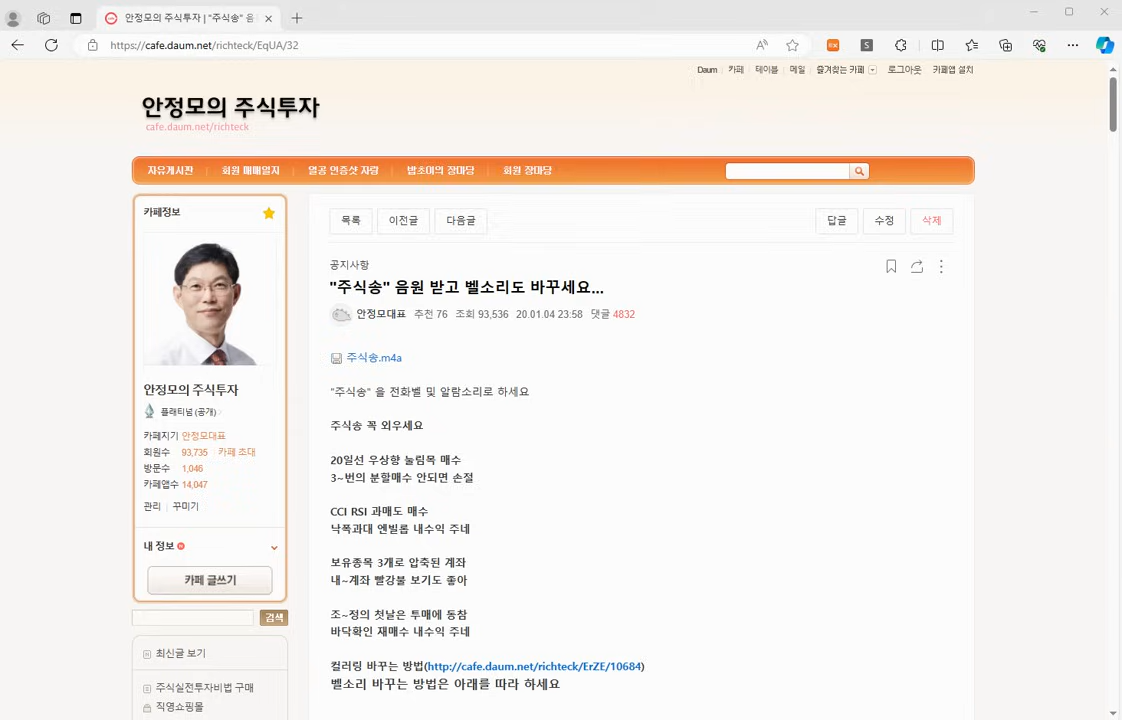 안정모의 주식투자 | "주식송" 음
https://cafe.daum.net/richteck/EqUA/32
Daum 카페 테이블 메일 즐겨찾는 카페 로그아웃 카페앱 설치
안정모의 주식투자
cafe.daum.net/richteck
자유게시판 회원 매매일지 열공 인증샷 자랑 밥초이의 장마당 회원 장마당
카페정보
안정모의 주식투자
플래티넘 (공개)
카페지기 안정모대표
회원수 93,735 카페 초대
방문수 1,046
카페앱수 14,047
관리 | 꾸미기
내 정보
카페 글쓰기
검색
최신글 보기
주식실전투자비법 구매
직영쇼핑몰
목록 이전글 다음글 답글 수정 삭제
공지사항
"주식송" 음원 받고 벨소리도 바꾸세요...
안정모대표 추천 76 조회 93,536 20.01.04 23:58 댓글 4832
주식송.m4a
"주식송" 을 전화벨 및 알람소리로 하세요
주식송 꼭 외우세요
20일선 우상향 눌림목 매수
3~번의 분할매수 안되면 손절
CCI RSI 과매도 매수
낙폭과대 엔빌롭 내수익 주네
보유종목 3개로 압축된 계좌
내~계좌 빨강불 보기도 좋아
조~정의 첫날은 투매에 동참
바닥확인 재매수 내수익 주네
컬러링 바꾸는 방법(http://cafe.daum.net/richteck/ErZE/10684)
벨소리 바꾸는 방법은 아래를 따라 하세요